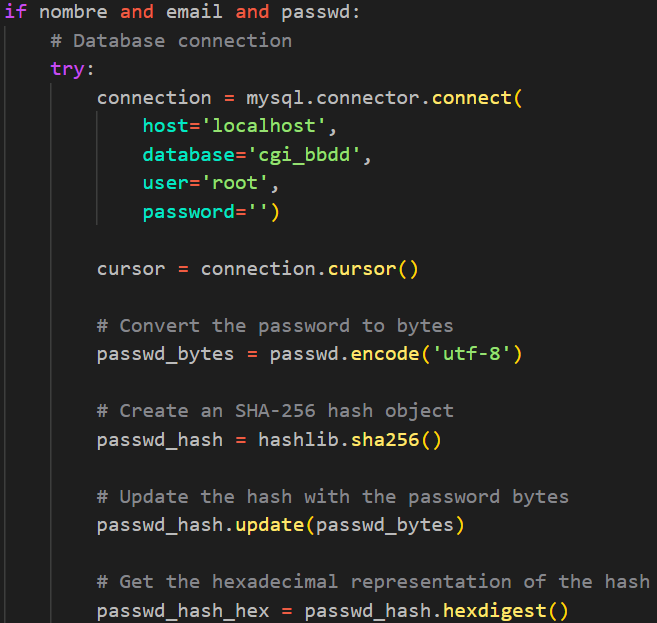 if nombre and email and passwd:
    # Database connection
    try:
        connection = mysql.connector.connect(
            host='localhost',
            database='cgi_bbdd',
            user='root',
            password='')

        cursor = connection.cursor()

        # Convert the password to bytes
        passwd_bytes = passwd.encode('utf-8')

        # Create an SHA-256 hash object
        passwd_hash = hashlib.sha256()

        # Update the hash with the password bytes
        passwd_hash.update(passwd_bytes)

        # Get the hexadecimal representation of the hash
        passwd_hash_hex = passwd_hash.hexdigest()